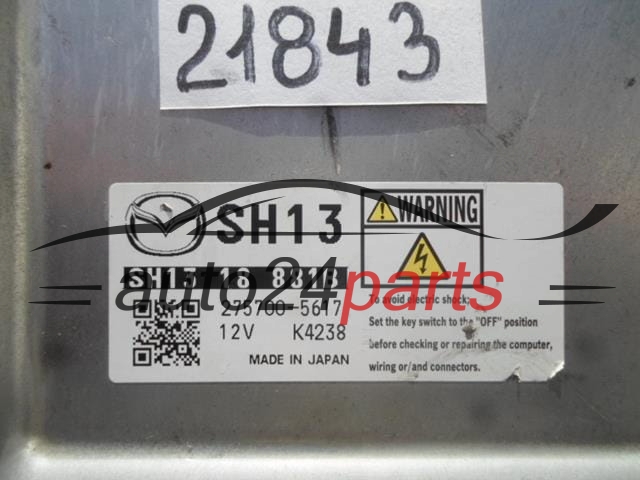 21843
SH13
SH13 18 881B
275700-5617
12V K4238
MADE IN JAPAN
WARNING
To avoid electric shock:
Set the key switch to the "OFF" position
before checking or repairing the computer,
wiring or/and connectors.
auto24parts